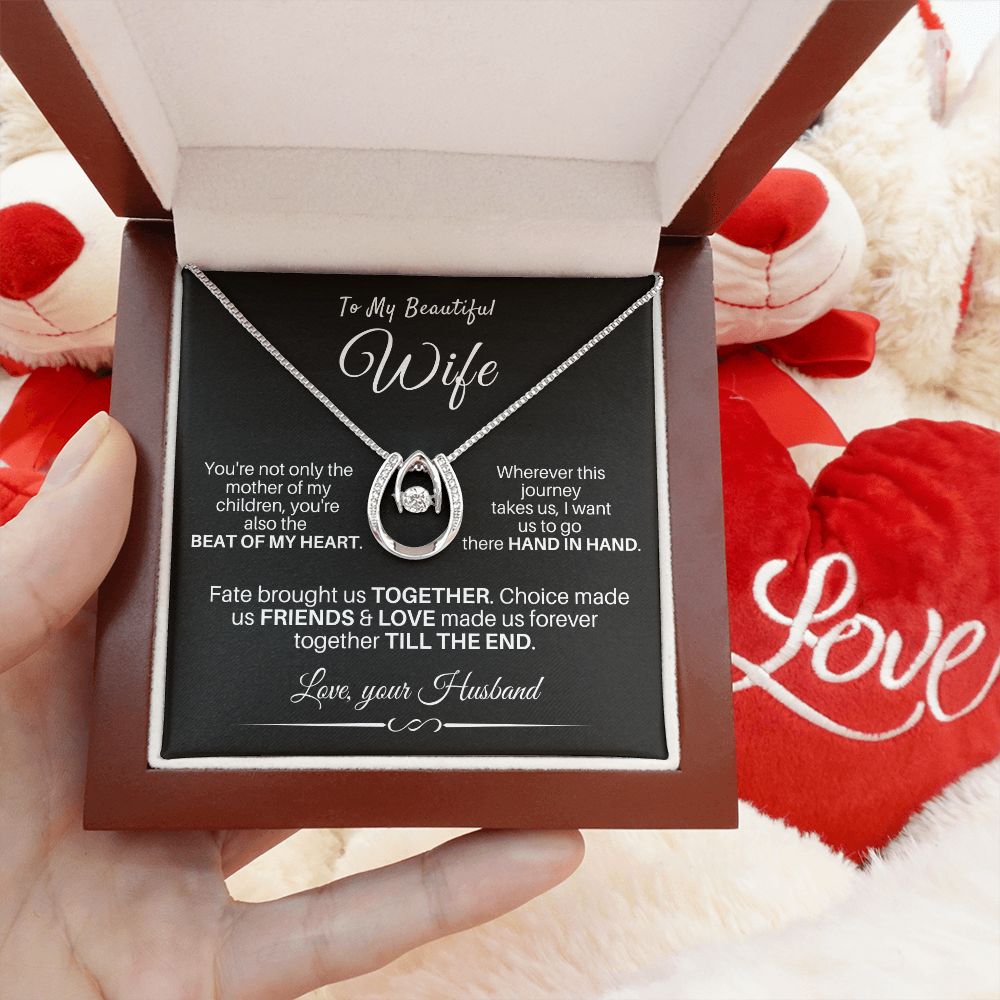 To My Beautiful
Wife
You're not only the
mother of my
children, you're
also the
BEAT OF MY HEART.
Wherever this
journey
takes us, I want
us to go
there HAND IN HAND.
Fate brought us TOGETHER. Choice made
us FRIENDS & LOVE made us forever
together TILL THE END.
Love, your Husband
Love